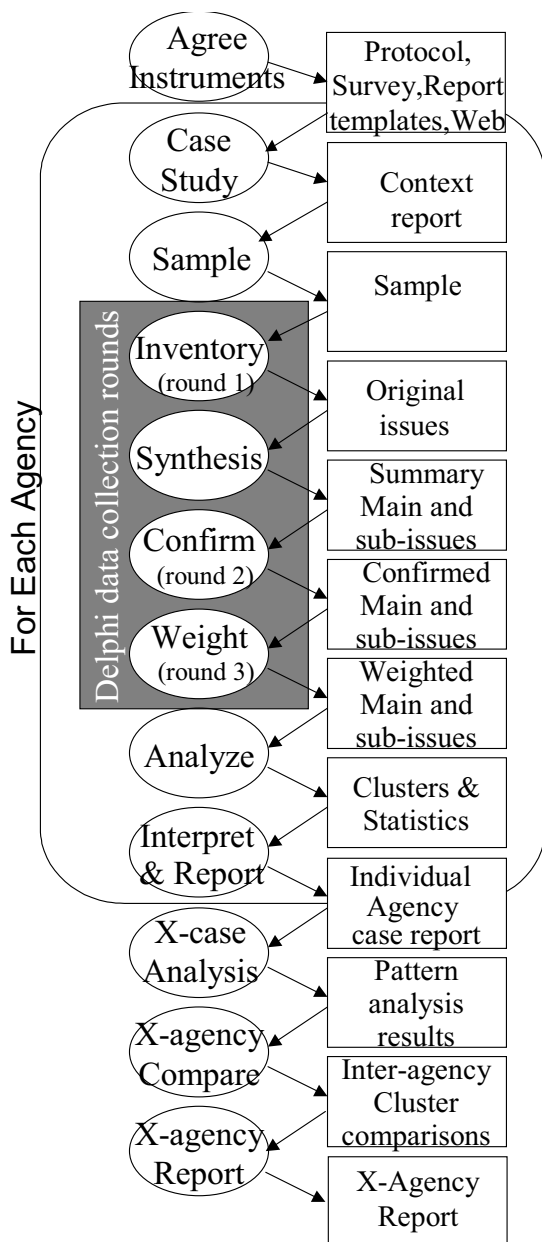 Agree
Instruments
Protocol,
Survey,Report
templates,Web
Case
Study
Context
report
Sample
Sample
Inventory
(round 1)
Original
issues
Synthesis
Summary
Main and
sub-issues
Confirm
(round 2)
Confirmed
Main and
sub-issues
Weight
(round 3)
Weighted
Main and
sub-issues
Analyze
Clusters &
Statistics
Interpret
& Report
Individual
Agency
case report
X-case
Analysis
Pattern
analysis
results
X-agency
Compare
Inter-agency
Cluster
comparisons
X-agency
Report
X-Agency
Report
For Each Agency
Delphi data collection rounds